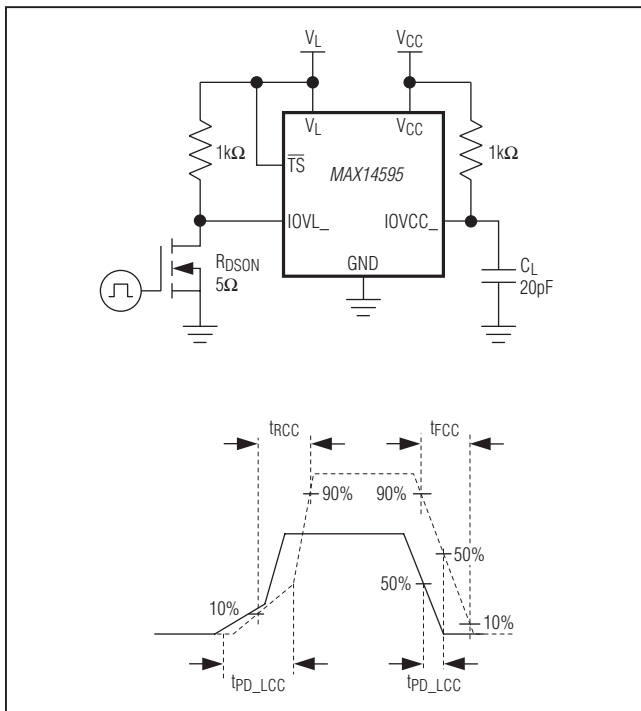 VL
VCC
VL
VCC
1kΩ
TS
MAX14595
1kΩ
IOVL_
IOVCC_
GND
RDSON
5Ω
CL
20pF
tRCC
tFCC
90%
90%
50%
50%
10%
10%
tPD_LCC
tPD_LCC